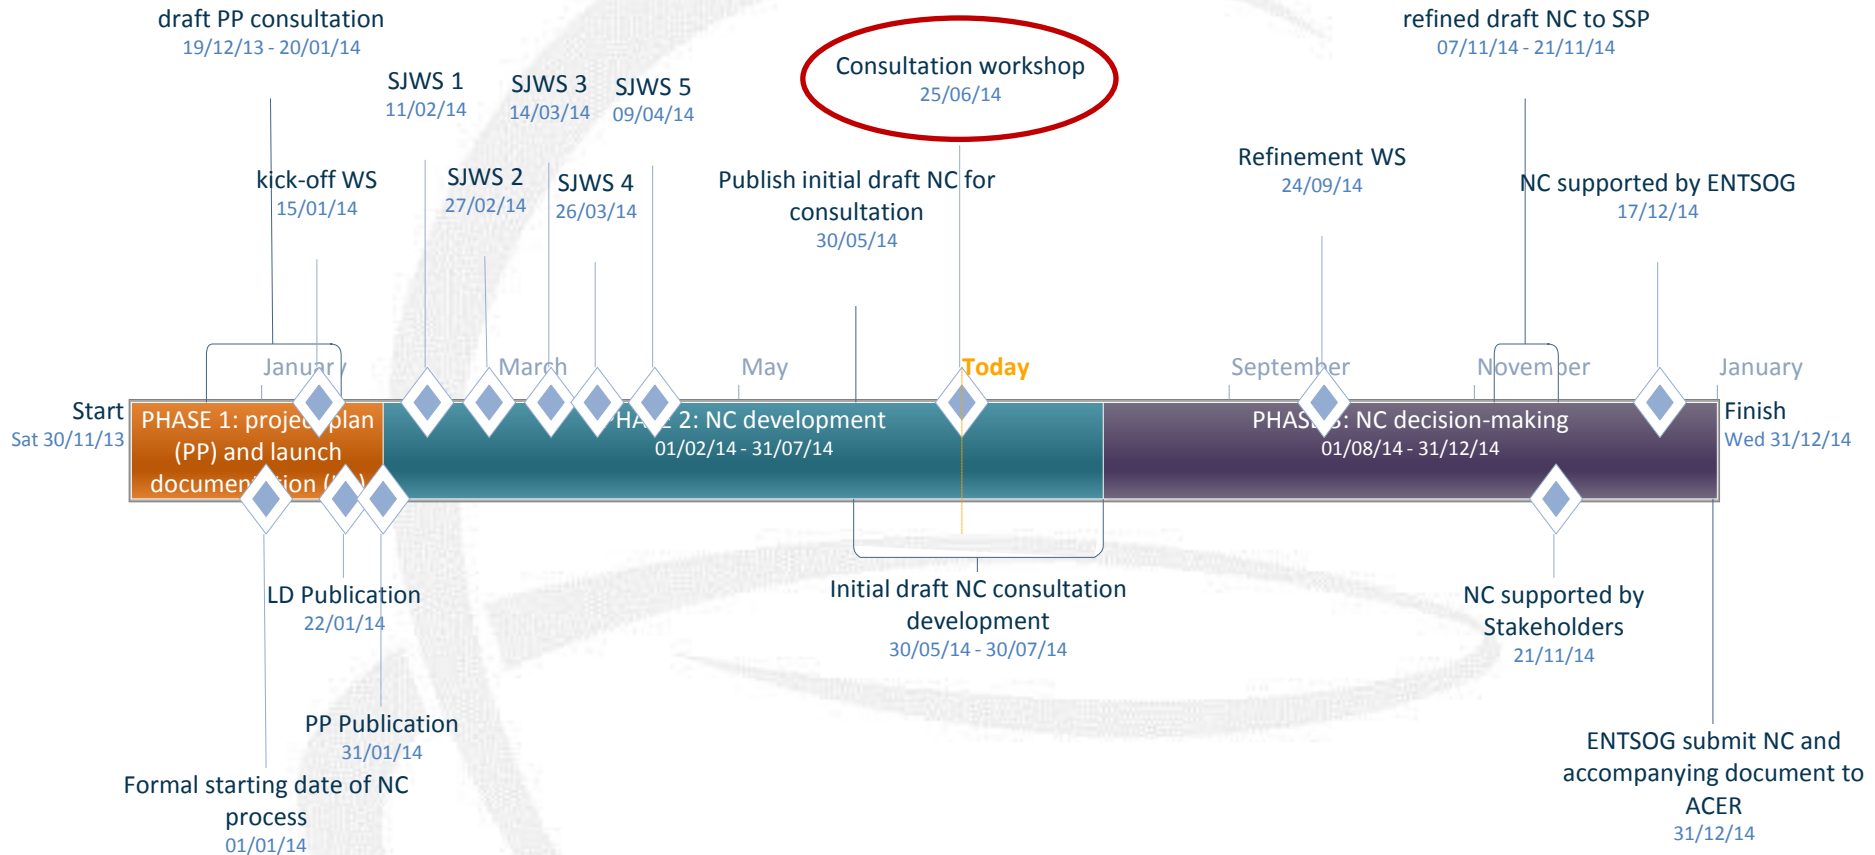 draft PP consultation
19/12/13 - 20/01/14
refined draft NC to SSP
07/11/14 - 21/11/14
SJWS 1
11/02/14
SJWS 3
14/03/14
SJWS 5
09/04/14
Consultation workshop
25/06/14
kick-off WS
15/01/14
SJWS 2
27/02/14
SJWS 4
26/03/14
Publish initial draft NC for
consultation
30/05/14
Refinement WS
24/09/14
NC supported by ENTSOG
17/12/14
January
March
May
Today
September
November
January
Start
Sat 30/11/13
PHASE 1: project plan
(PP) and launch
documentation
PHASE 2: NC development
01/02/14 - 31/07/14
PHASE 3: NC decision-making
01/08/14 - 31/12/14
Finish
Wed 31/12/14
LD Publication
22/01/14
PP Publication
31/01/14
Formal starting date of NC
process
01/01/14
Initial draft NC consultation
development
30/05/14 - 30/07/14
NC supported by
Stakeholders
21/11/14
ENTSOG submit NC and
accompanying document to
ACER
31/12/14